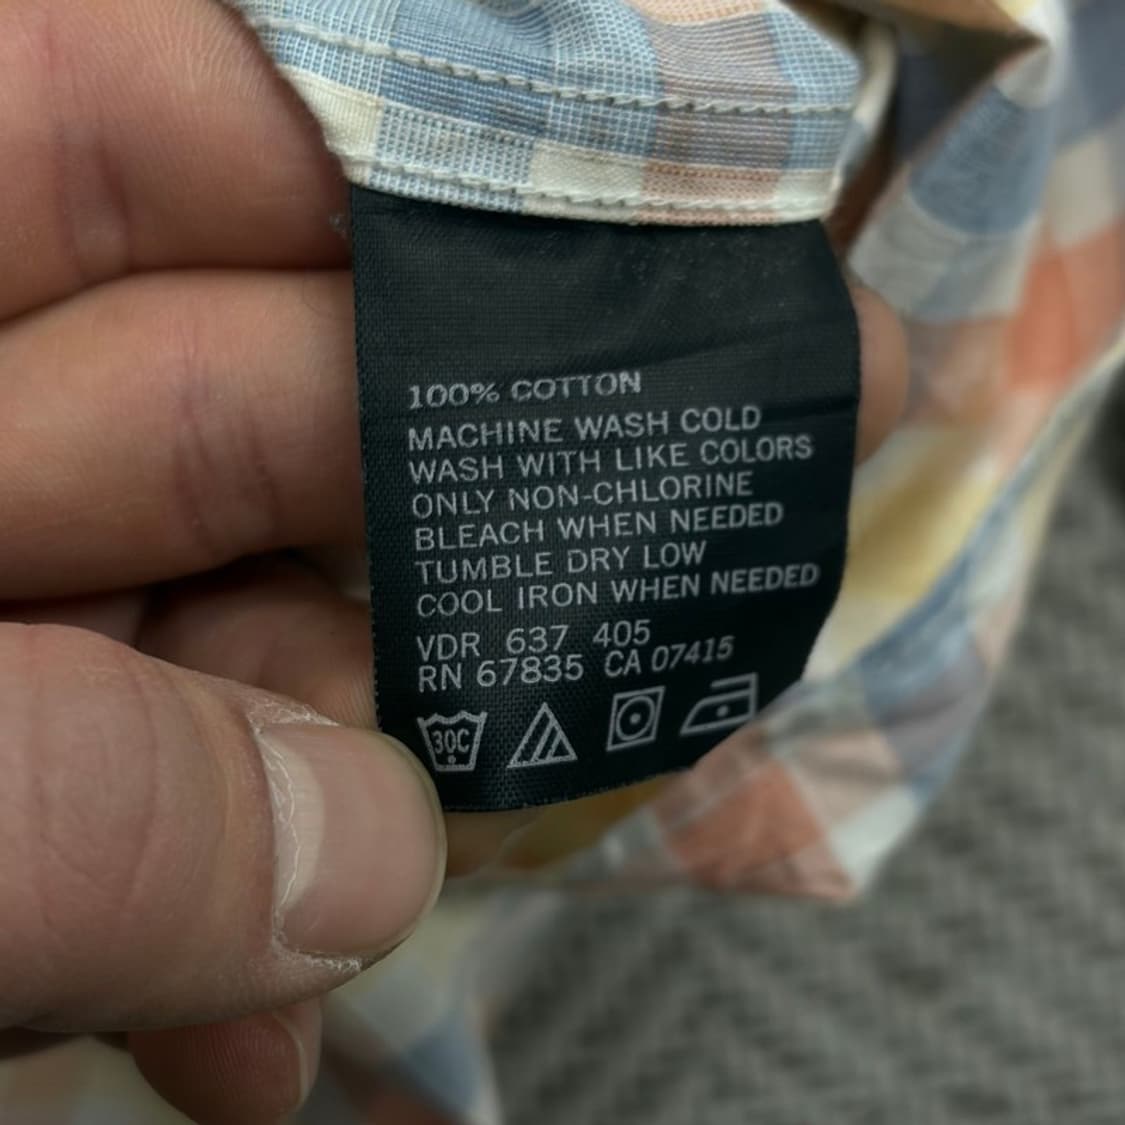 100% COTTON
MACHINE WASH COLD
WASH WITH LIKE COLORS
ONLY NON-CHLORINE
BLEACH WHEN NEEDED
TUMBLE DRY LOW
COOL IRON WHEN NEEDED
VDR 637 405
RN 67835 CA 07415
30C